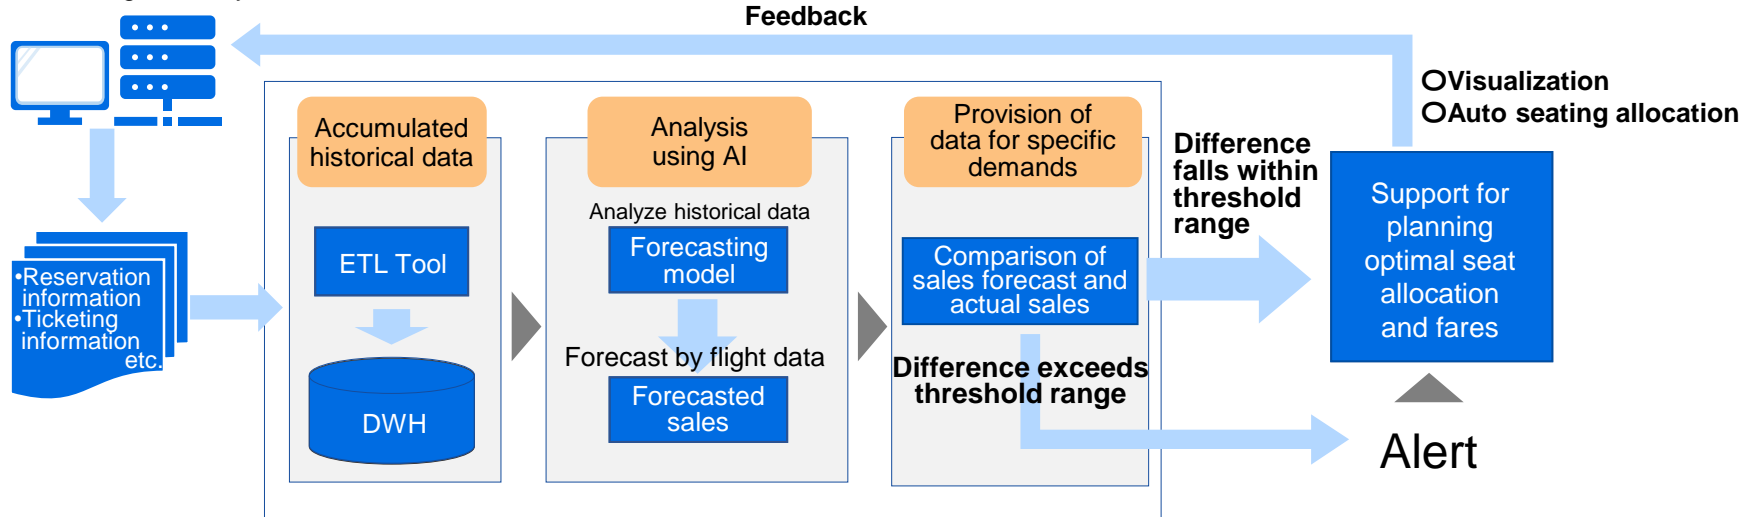 Feedback
○Visualization
○Auto seating allocation
Accumulated
historical data
Analysis
using AI
Provision of
data for specific
demands
Difference
falls within
threshold
range
Support for
planning
optimal seat
allocation
and fares
Analyze historical data
ETL Tool
Forecasting
model
Comparison of
sales forecast and
actual sales
•Reservation
information
•Ticketing
information
etc.
Forecast by flight data
Difference exceeds
threshold range
DWH
Forecasted
sales
Alert